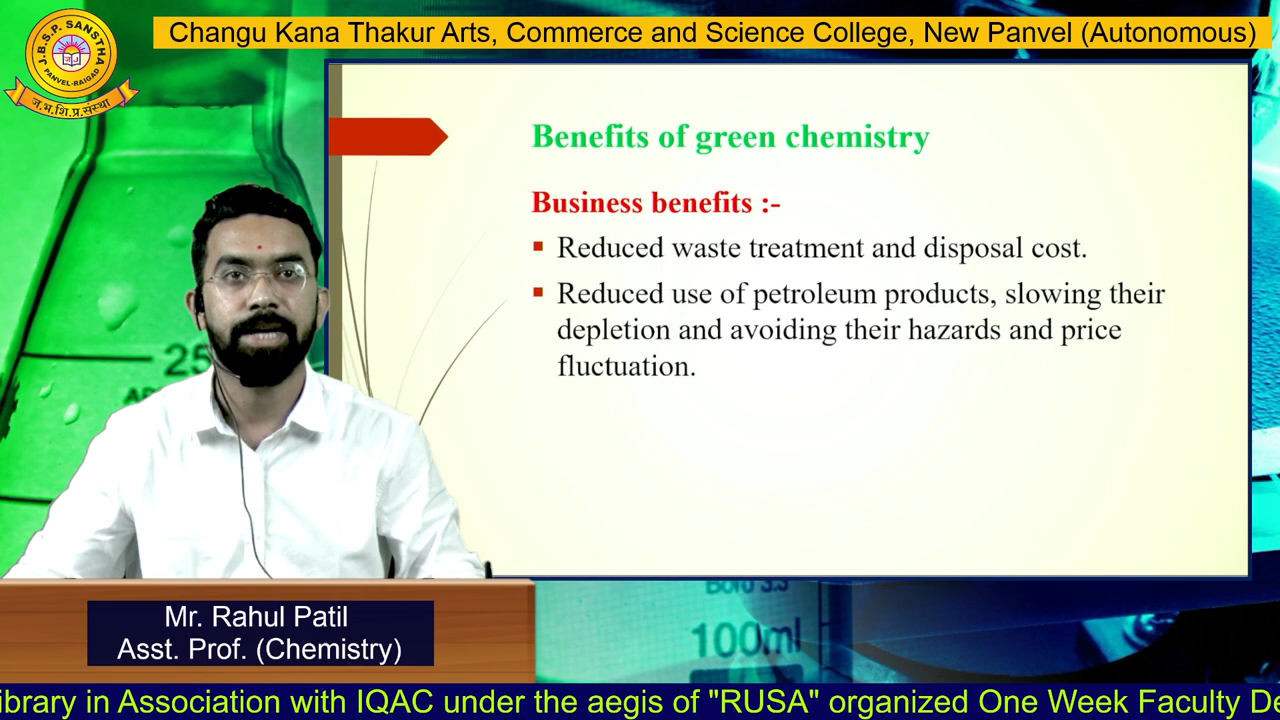 Changu Kana Thakur Arts, Commerce and Science College, New Panvel (Autonomous)
J.B.S.P. SANSTHA
PANVEL-RAIGAD
ज.भ.शि.प्र.संस्था
Benefits of green chemistry
Business benefits :-
Reduced waste treatment and disposal cost.
Reduced use of petroleum products, slowing their
depletion and avoiding their hazards and price
fluctuation.
25
100ml
Mr. Rahul Patil
Asst. Prof. (Chemistry)
ibrary in Association with IQAC under the aegis of "RUSA" organized One Week Faculty De